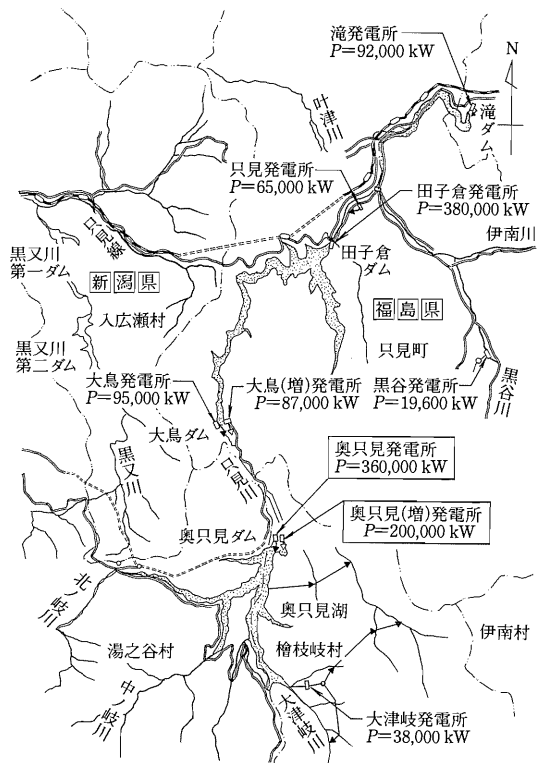 滝発電所
P=92,000 kW
N
叶津川
滝ダム
只見発電所
P=65,000 kW
田子倉発電所
P=380,000 kW
只見線
伊南川
黒又川
第一ダム
田子倉
ダム
新潟県
福島県
入広瀬村
黒又川
第二ダム
只見町
大鳥発電所
P=95,000 kW
大鳥(増)発電所
P=87,000 kW
黒谷発電所
P=19,600 kW
黒谷川
大鳥ダム
黒又川
只見川
奥只見発電所
P=360,000 kW
奥只見ダム
奥只見(増)発電所
P=200,000 kW
北ノ岐川
奥只見湖
伊南村
湯之谷村
檜枝岐村
中ノ岐川
大津岐川
大津岐発電所
P=38,000 kW